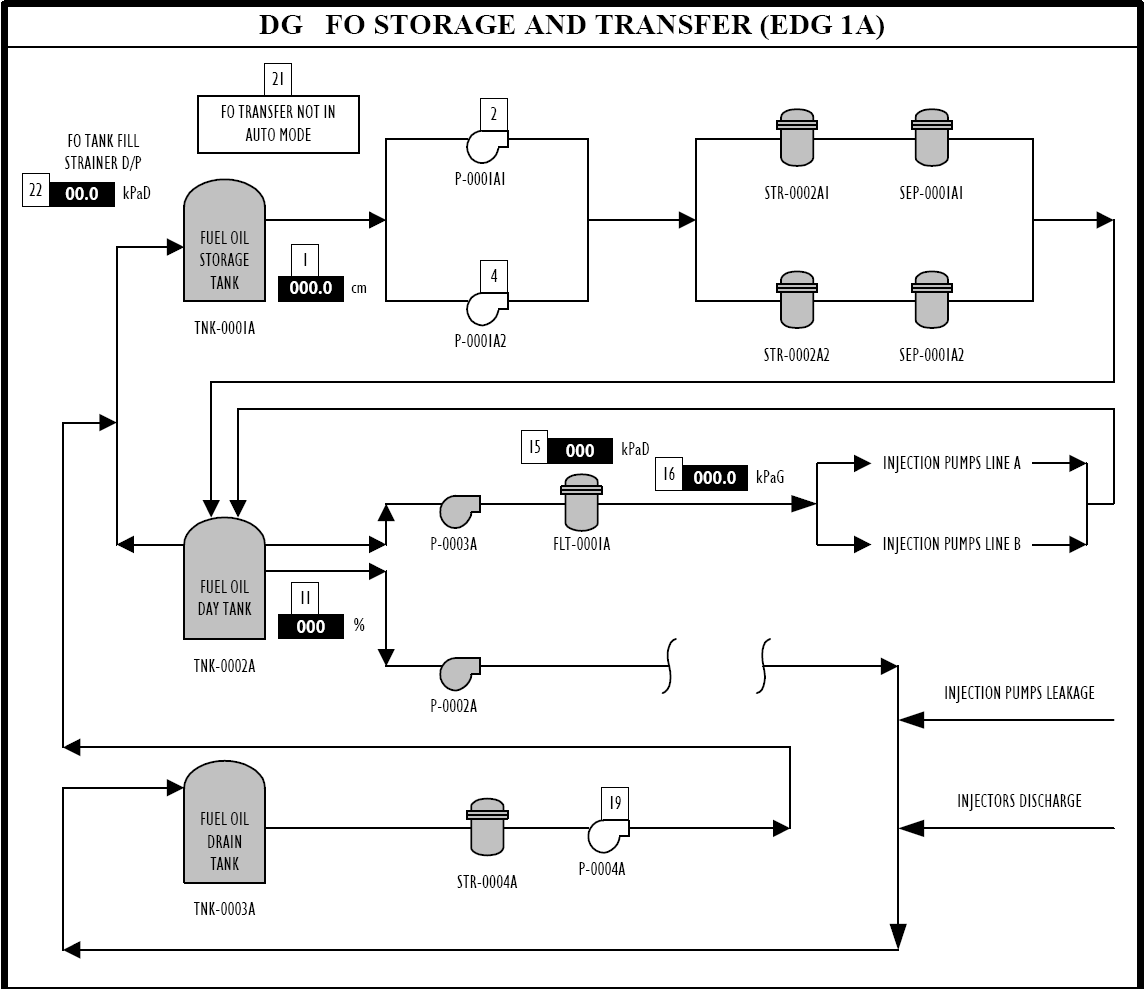 DG FO STORAGE AND TRANSFER (EDG 1A)
21
FO TRANSFER NOT IN
AUTO MODE
FO TANK FILL
STRAINER D/P
22 00.0 kPaD
FUEL OIL
STORAGE
TANK
TNK-0001A
1
000.0 cm
2
P-0001A1
4
P-0001A2
STR-0002A1
SEP-0001A1
STR-0002A2
SEP-0001A2
15 000 kPaD
16 000.0 kPaG
P-0003A
FLT-0001A
INJECTION PUMPS LINE A
INJECTION PUMPS LINE B
FUEL OIL
DAY TANK
TNK-0002A
11
000 %
P-0002A
INJECTION PUMPS LEAKAGE
INJECTORS DISCHARGE
FUEL OIL
DRAIN
TANK
TNK-0003A
STR-0004A
19
P-0004A